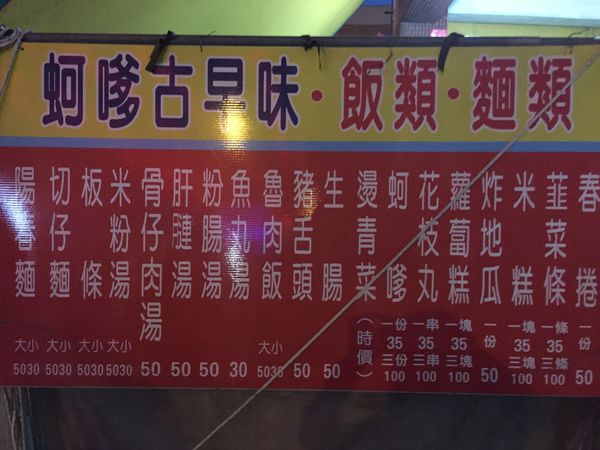 蚵嗲古早味·飯類·麵類
陽春麵 大小 5030
切仔麵 大小 5030
板條 大小 5030
米粉湯 大小 5030
骨仔肉湯 50
肝腱湯 50
粉腸湯 50
魚丸湯 30
魯肉飯 大小 5030
豬舌頭 50
生腸 50
燙青菜 (時價)
蚵嗲 一份 35 三份 100
花枝丸 一串 35 三串 100
蘿蔔糕 一塊 35 三塊 100
炸地瓜 一份 50
米糕 一塊 35 三塊 100
韮菜條 一條 35 三條 100
春捲 50